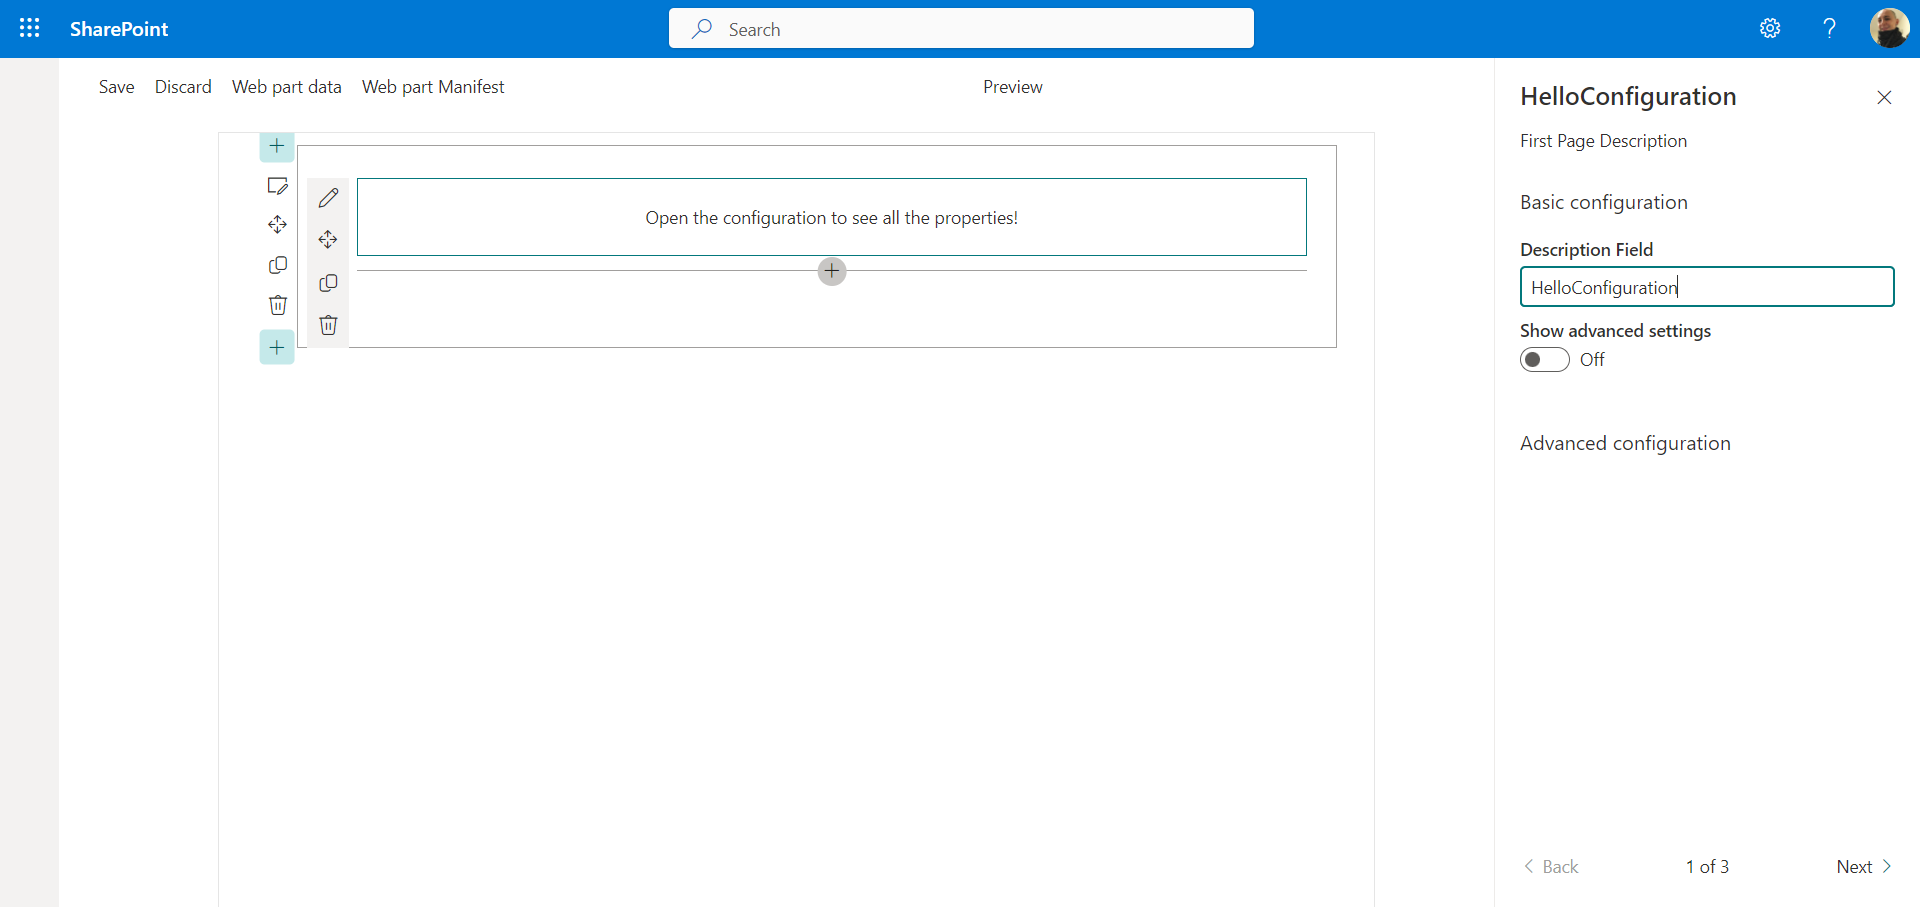 SharePoint
Search
Save Discard Web part data Web part Manifest Preview
Open the configuration to see all the properties!
HelloConfiguration
First Page Description
Basic configuration
Description Field
HelloConfiguration
Show advanced settings
Off
Advanced configuration
Back 1 of 3 Next